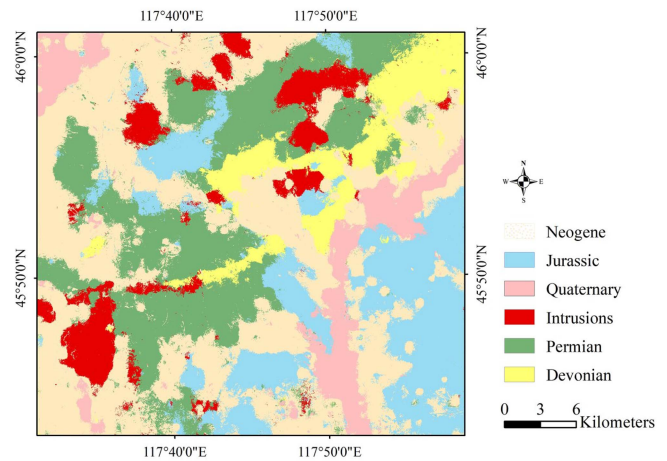 117°40'0"E 117°50'0"E
46°0'0"N
45°50'0"N
46°0'0"N
45°50'0"N
N
W E
S
Neogene
Jurassic
Quaternary
Intrusions
Permian
Devonian
0 3 6
Kilometers
117°40'0"E 117°50'0"E